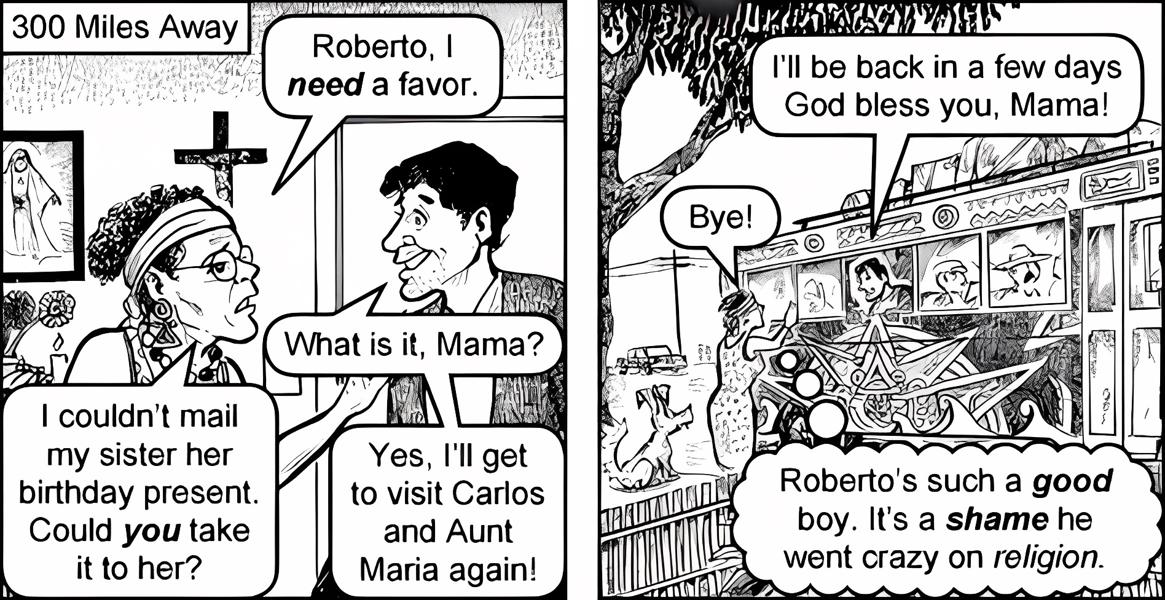 300 Miles Away
Roberto, I
need a favor.
What is it, Mama?
I couldn't mail
my sister her
birthday present.
Could you take
it to her?
Yes, I'll get
to visit Carlos
and Aunt
Maria again!
I'll be back in a few days
God bless you, Mama!
Bye!
Roberto's such a good
boy. It's a shame he
went crazy on religion.